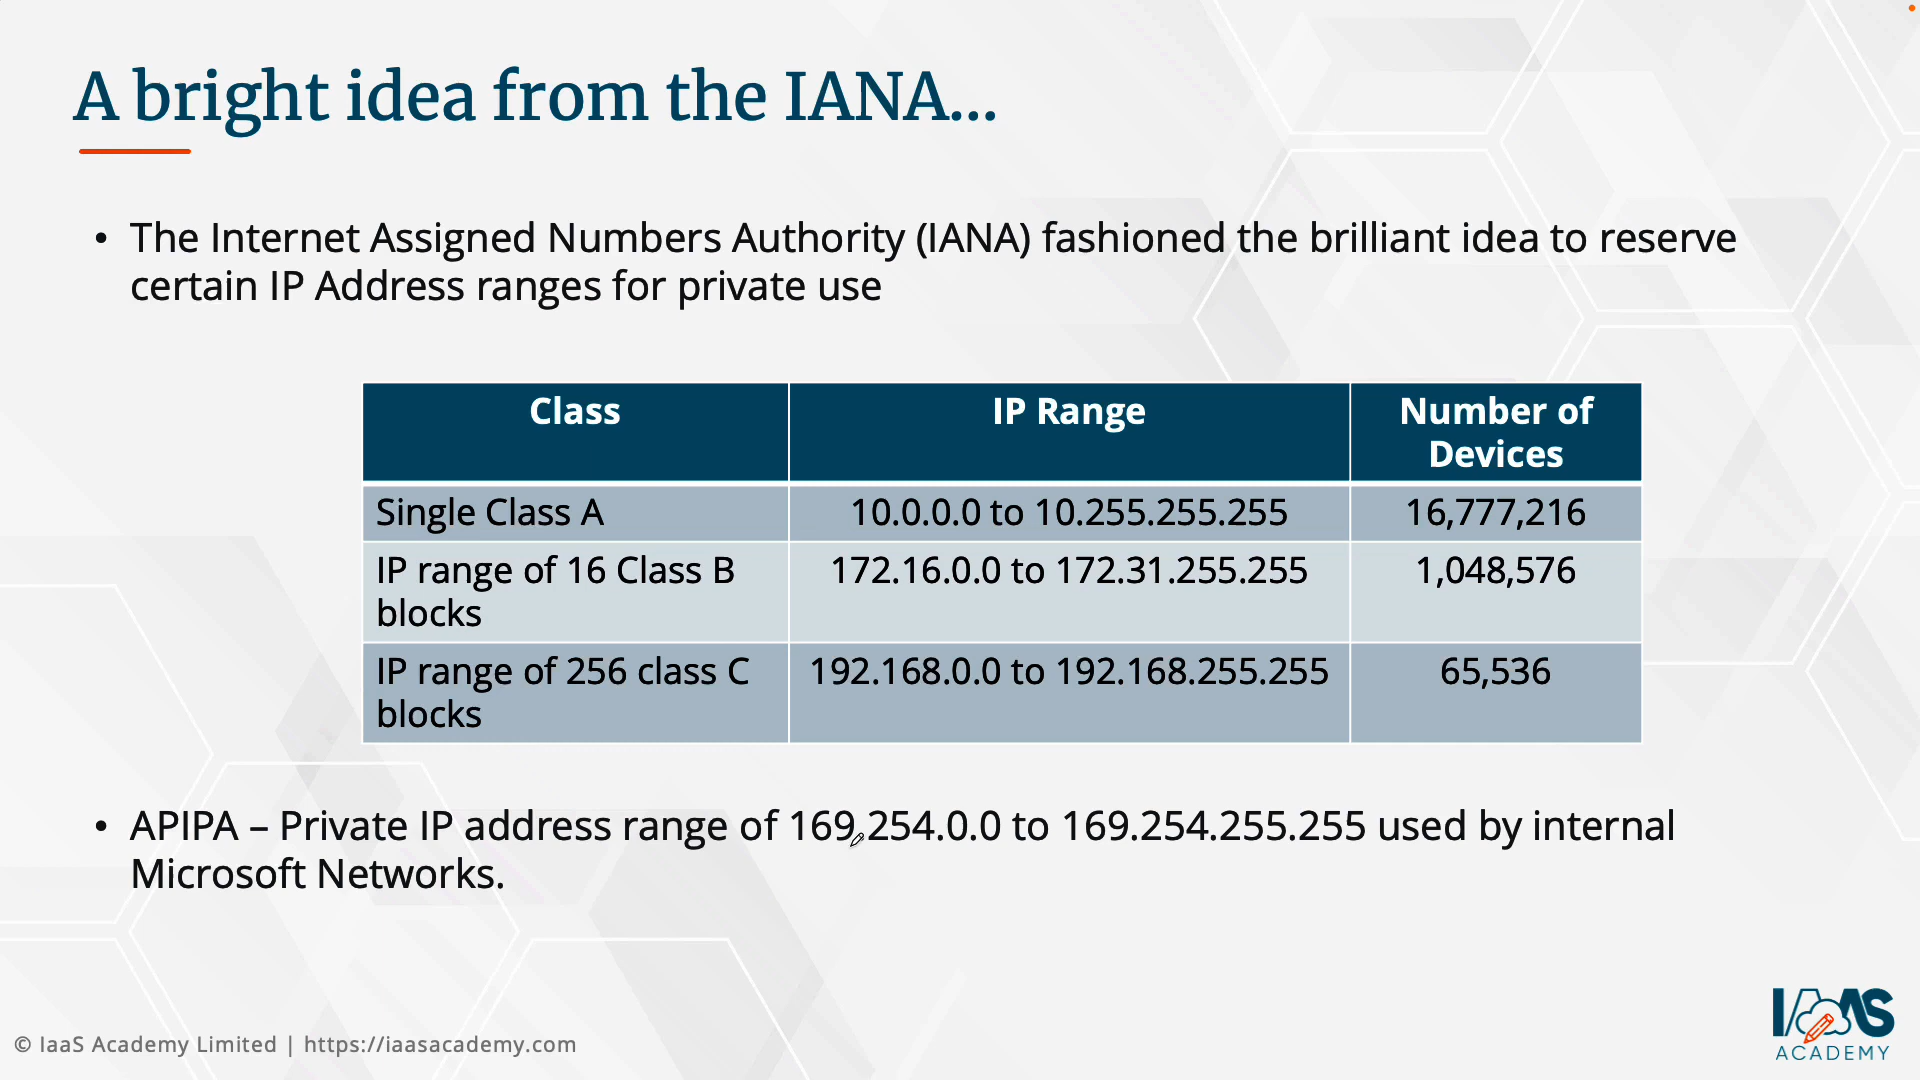 A bright idea from the IANA...
• The Internet Assigned Numbers Authority (IANA) fashioned the brilliant idea to reserve
certain IP Address ranges for private use
Class IP Range Number of
Devices
Single Class A 10.0.0.0 to 10.255.255.255 16,777,216
IP range of 16 Class B 172.16.0.0 to 172.31.255.255 1,048,576
blocks
IP range of 256 class C 192.168.0.0 to 192.168.255.255 65,536
blocks
• APIPA – Private IP address range of 169.254.0.0 to 169.254.255.255 used by internal
Microsoft Networks.
© IaaS Academy Limited | https://iaasacademy.com
IAAS
ACADEMY